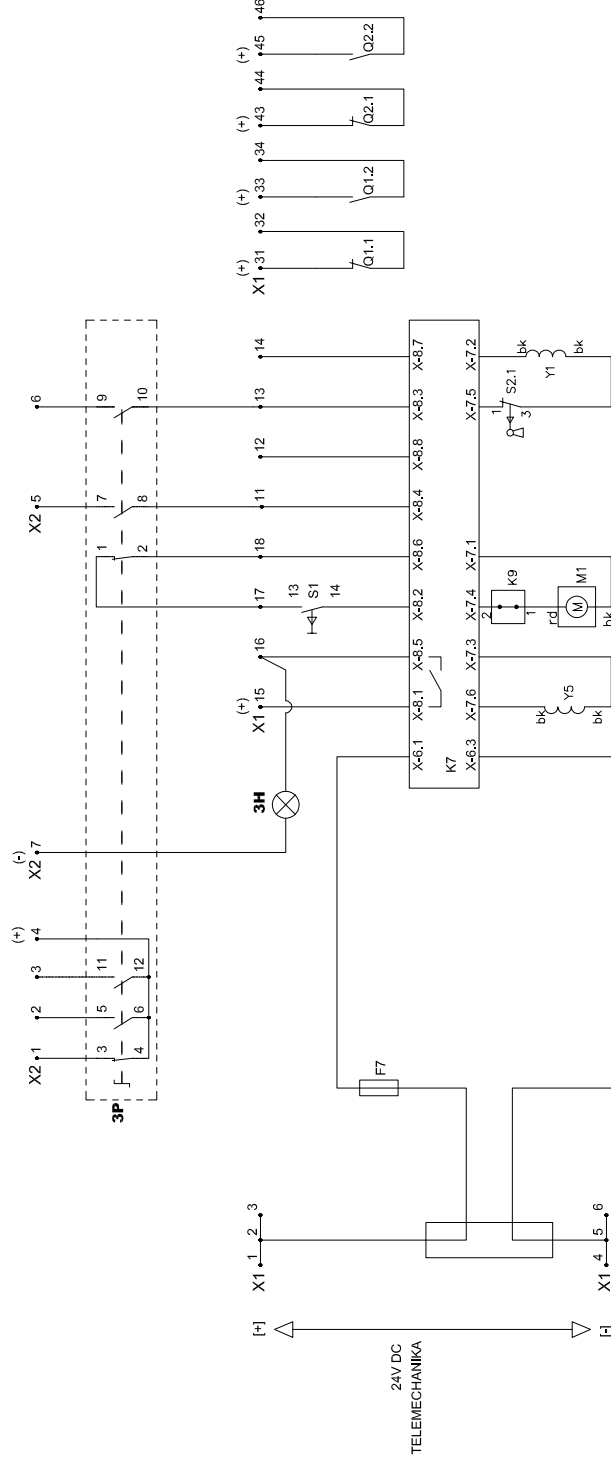 46
(+) 45
44
(+) 43
34
(+) 33
32
(+)
X1 31
Q2.2
Q2.1
Q1.2
Q1.1
6
9
10
13
14
12
X2 5
7
8
11
1
2
18
17
13
S1
14
16
(+)
X1 15
X-8.7
X-8.3
X-8.8
X-8.4
X-8.6
X-8.2
X-8.5
X-8.1
X-6.1
K7
X-7.2
X-7.5
X-7.1
X-7.4
X-7.3
X-7.6
X-6.3
bk
Y1
bk
S2.1
1
3
K9
2
1
rd
M
M1
bk
bk
Y5
bk
3H
(-)
X2 7
(+)
4
3
11
12
2
5
6
X2 1
3
4
3P
F7
X1 1 2 3
X1 4 5 6
[+]
[-]
24V DC
TELEMECHANIKA